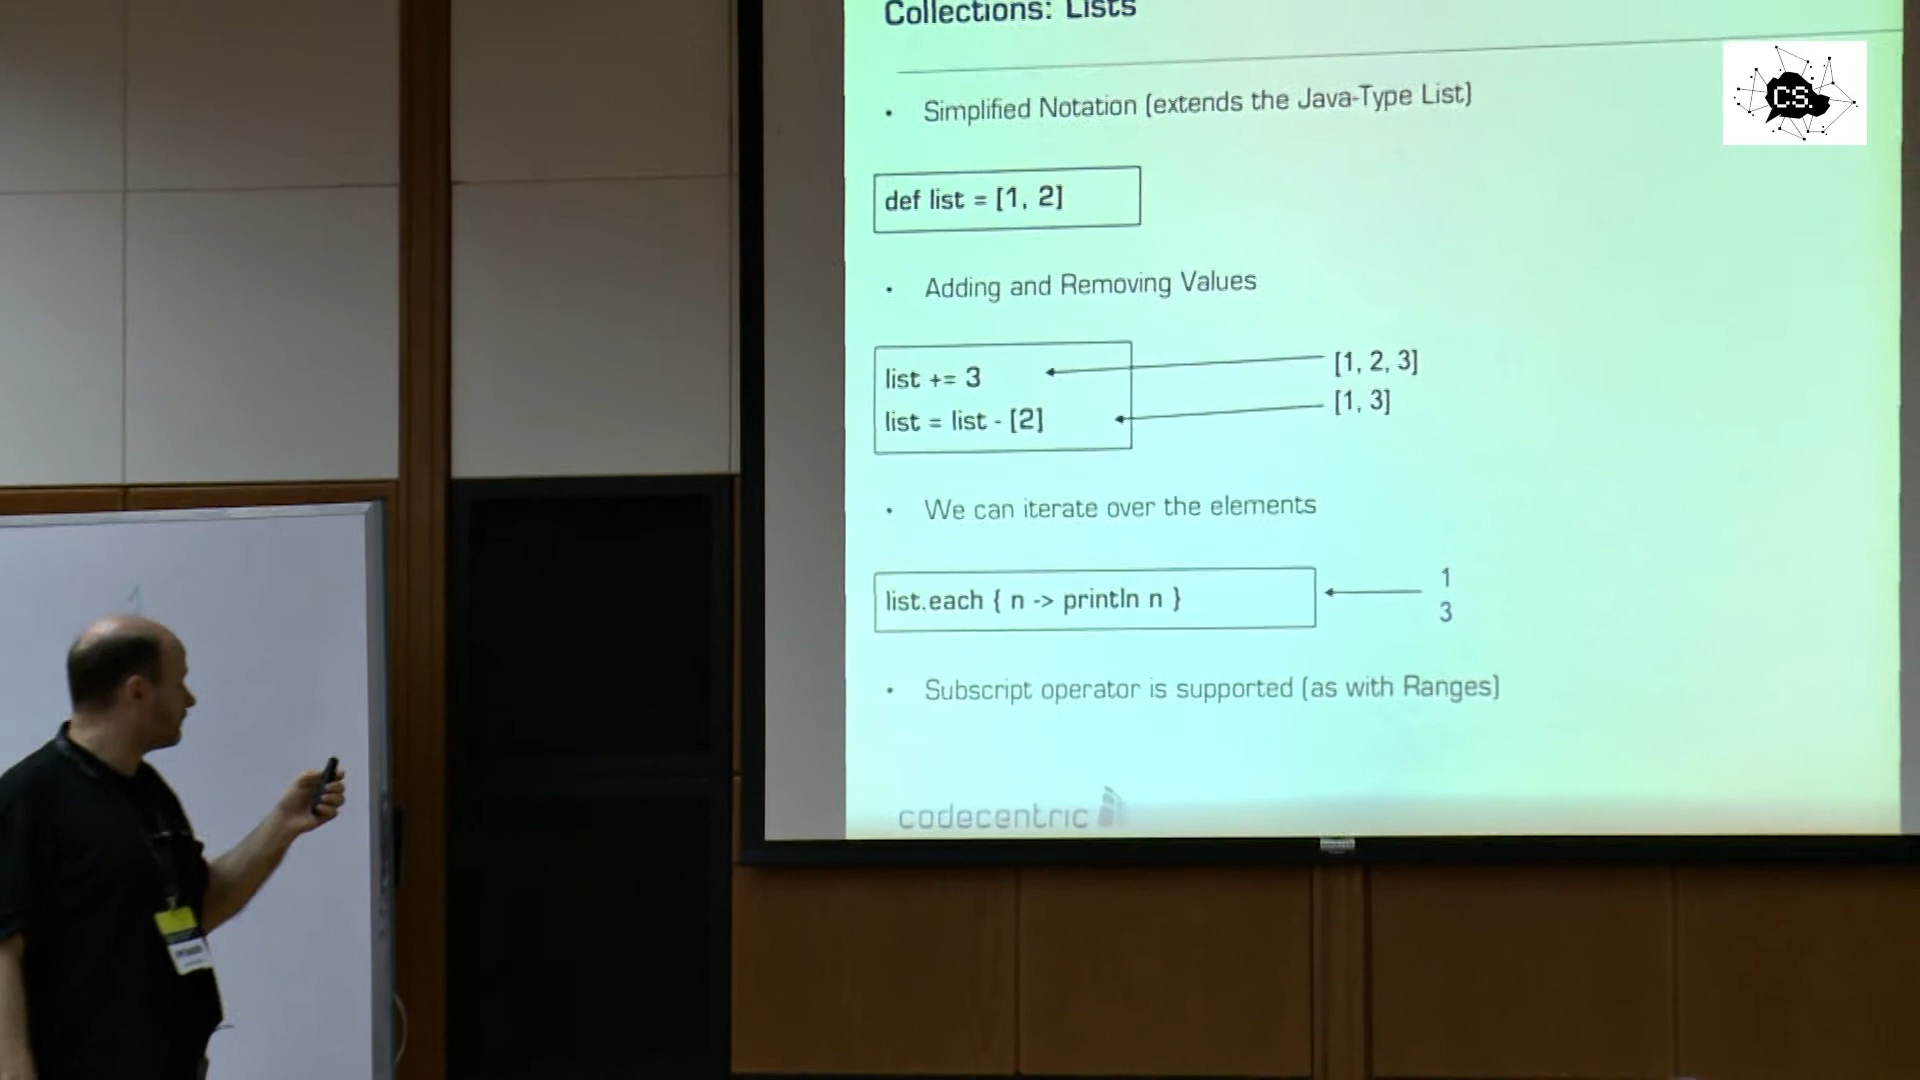 Collections: Lists
CS.
• Simplified Notation (extends the Java-Type List)
def list = [1, 2]
• Adding and Removing Values
list += 3
[1, 2, 3]
list = list - [2]
[1, 3]
• We can iterate over the elements
list.each { n -> println n }
1
3
• Subscript operator is supported (as with Ranges)
codecentric